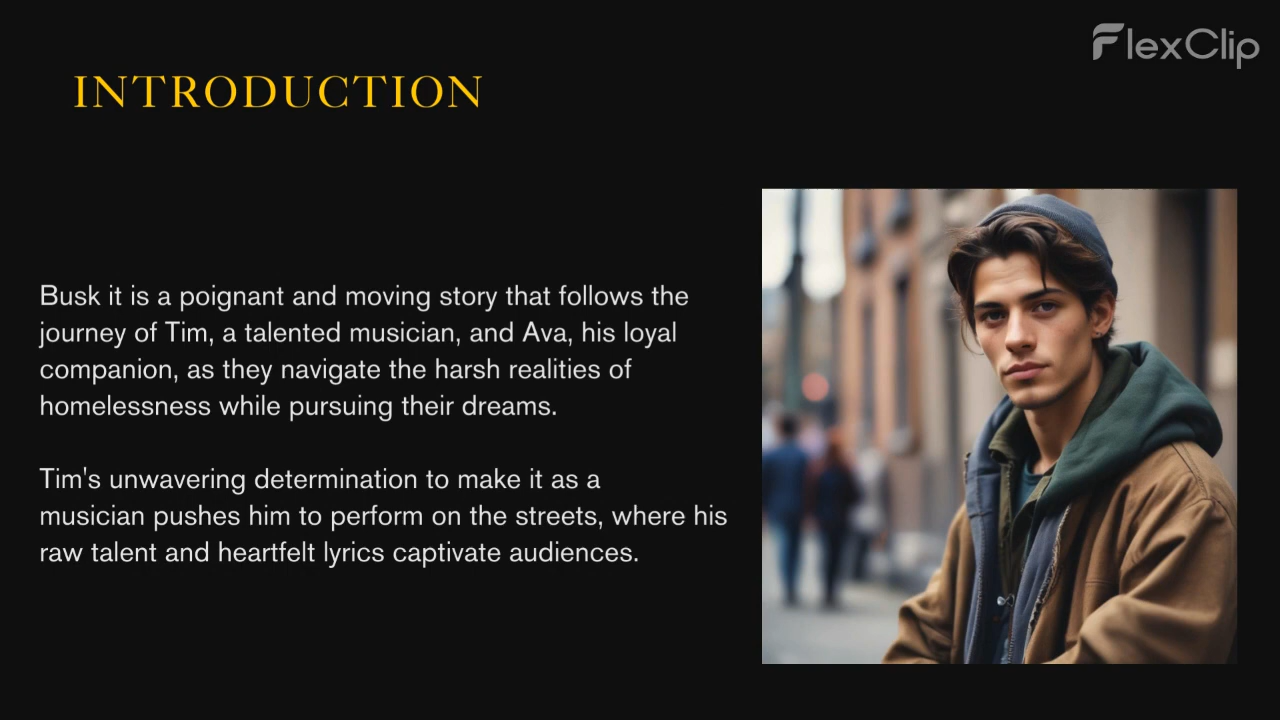 FlexClip
INTRODUCTION
Busk it is a poignant and moving story that follows the
journey of Tim, a talented musician, and Ava, his loyal
companion, as they navigate the harsh realities of
homelessness while pursuing their dreams.
Tim's unwavering determination to make it as a
musician pushes him to perform on the streets, where his
raw talent and heartfelt lyrics captivate audiences.